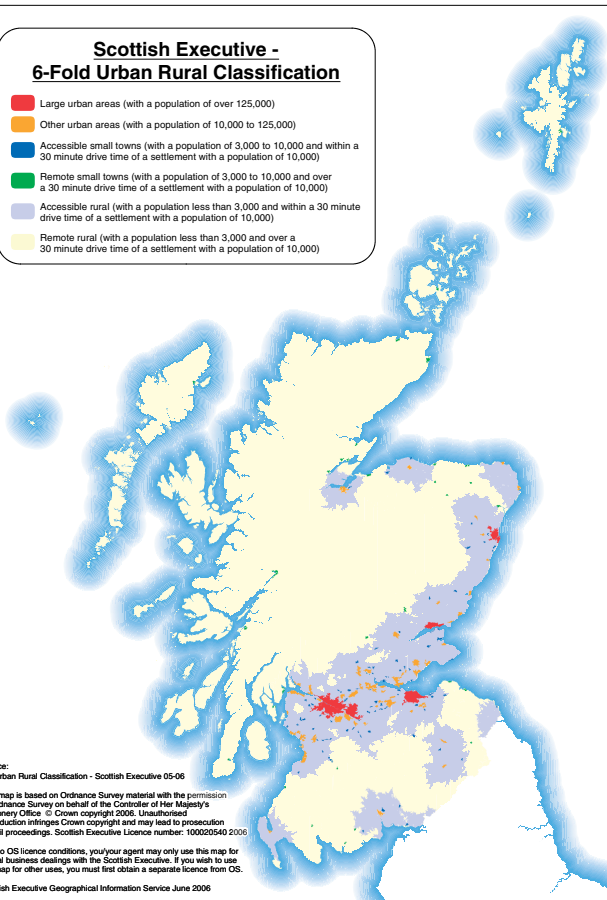 Scottish Executive -
6-Fold Urban Rural Classification
Large urban areas (with a population of over 125,000)
Other urban areas (with a population of 10,000 to 125,000)
Accessible small towns (with a population of 3,000 to 10,000 and within a
30 minute drive time of a settlement with a population of 10,000)
Remote small towns (with a population of 3,000 to 10,000 and over
a 30 minute drive time of a settlement with a population of 10,000)
Accessible rural (with a population less than 3,000 and within a 30 minute
drive time of a settlement with a population of 10,000)
Remote rural (with a population less than 3,000 and over a
30 minute drive time of a settlement with a population of 10,000)
ce:
rban Rural Classification - Scottish Executive 05-06
map is based on Ordnance Survey material with the permission
dnance Survey on behalf of the Controller of Her Majesty's
onery Office © Crown copyright 2006. Unauthorised
duction infringes Crown copyright and may lead to prosecution
il proceedings. Scottish Executive Licence number: 100020540 2006
to OS licence conditions, you/your agent may only use this map for
al business dealings with the Scottish Executive. If you wish to use
map for other uses, you must first obtain a separate licence from OS.
ish Executive Geographical Information Service June 2006